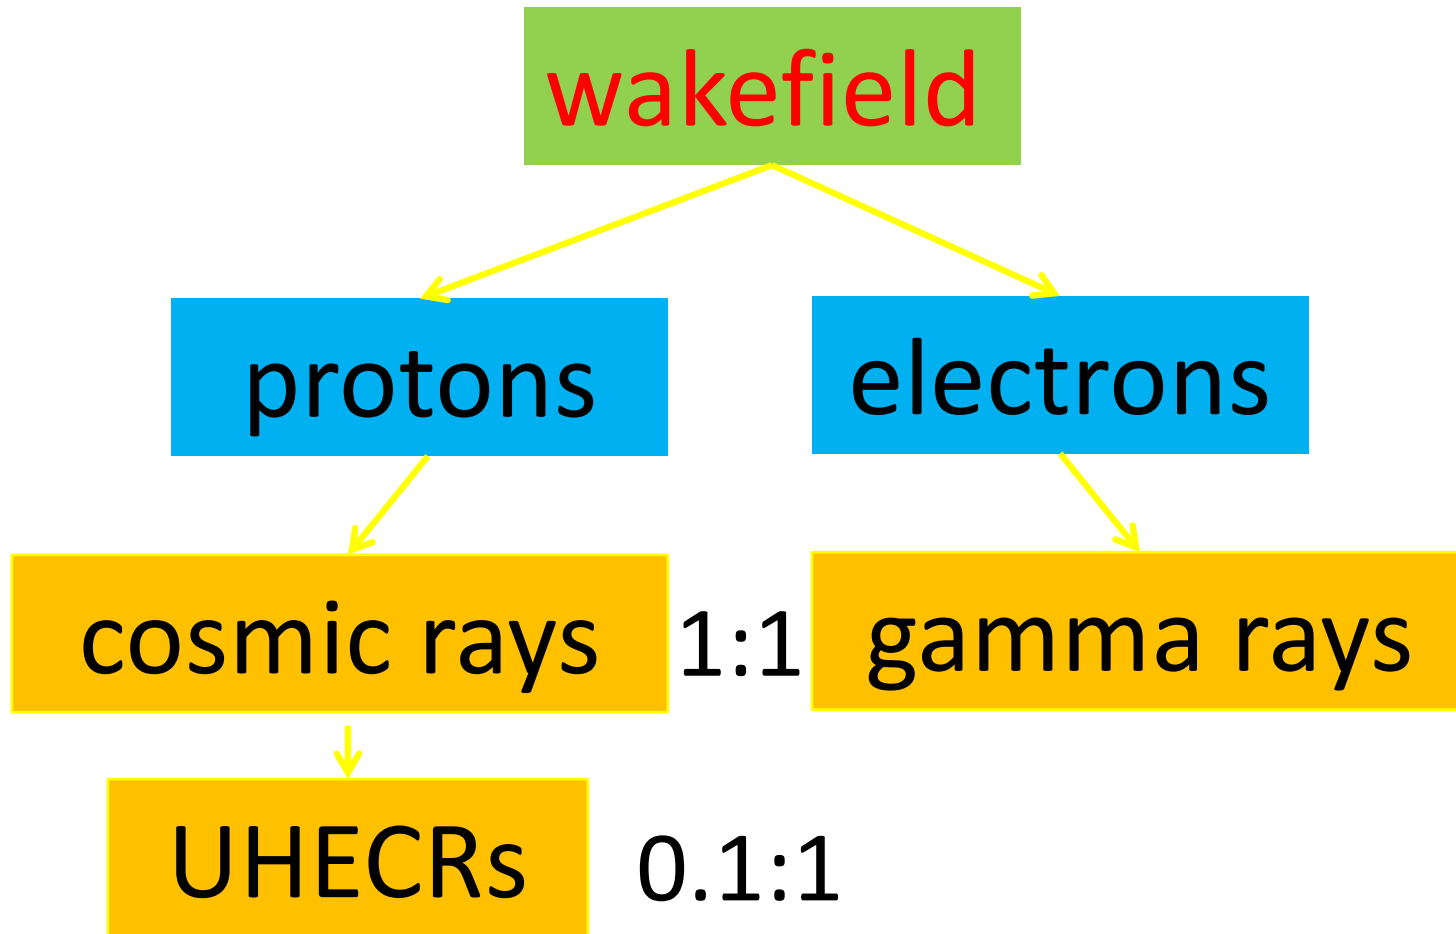 wakefield
protons
electrons
cosmic rays
1:1
gamma rays
UHECRs
0.1:1